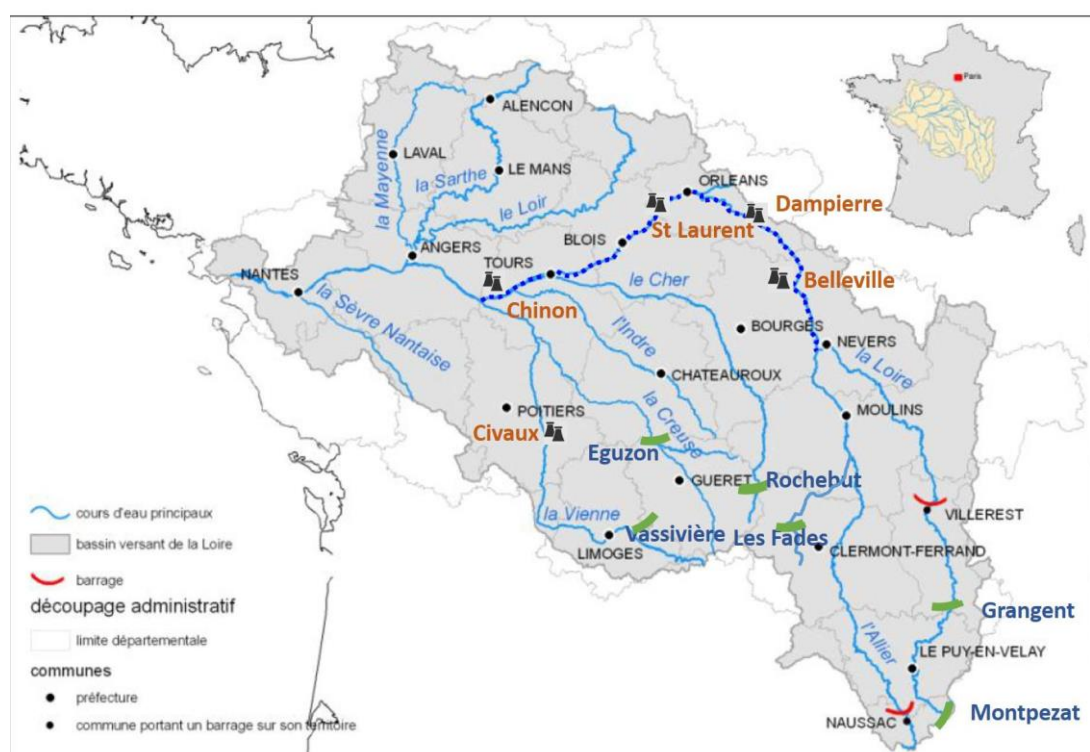 Paris
ALENCON
la Mayenne
LAVAL
la Sarthe
LE MANS
le Loir
ORLEANS
Dampierre
St Laurent
BLOIS
ANGERS
TOURS
NANTES
le Cher
Belleville
la Sèvre Nantaise
Chinon
BOURGES
NEVERS
l'Indre
la Loire
CHATEAUROUX
la Creuse
MOULINS
POITIERS
Civaux
Eguzon
GUERET
Rochebut
la Vienne
VILLEREST
cours d'eau principaux
Vassivière
Les Fades
LIMOGES
CLERMONT-FERRAND
bassin versant de la Loire
barrage
découpage administratif
Grangent
limite départementale
l'Allier
LE PUY-EN-VELAY
communes
préfecture
Montpezat
NAUSSAC
commune portant un barrage sur son territoire